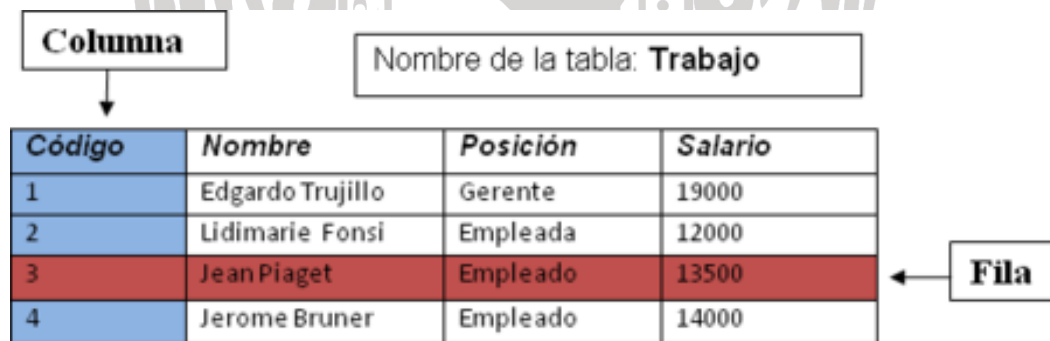 Columna
Nombre de la tabla: Trabajo
Código Nombre Posición Salario
1 Edgardo Trujillo Gerente 19000
2 Lidimarie Fonsi Empleada 12000
3 Jean Piaget Empleado 13500
Fila
4 Jerome Bruner Empleado 14000